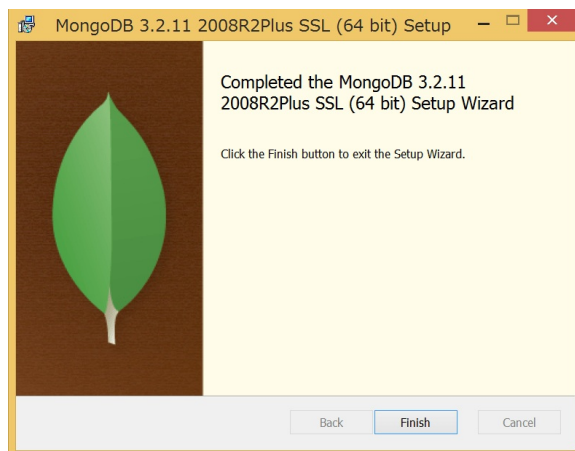 MongoDB 3.2.11 2008R2Plus SSL (64 bit) Setup
Completed the MongoDB 3.2.11
2008R2Plus SSL (64 bit) Setup Wizard
Click the Finish button to exit the Setup Wizard.
Back Finish Cancel